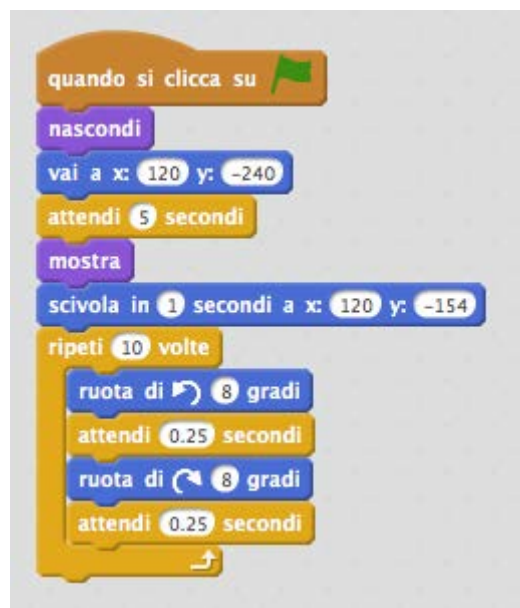 quando si clicca su
nascondi
vai a x: 120 y: -240
attendi 5 secondi
mostra
scivola in 1 secondi a x: 120 y: -154
ripeti 10 volte
ruota di 8 gradi
attendi 0.25 secondi
ruota di 8 gradi
attendi 0.25 secondi